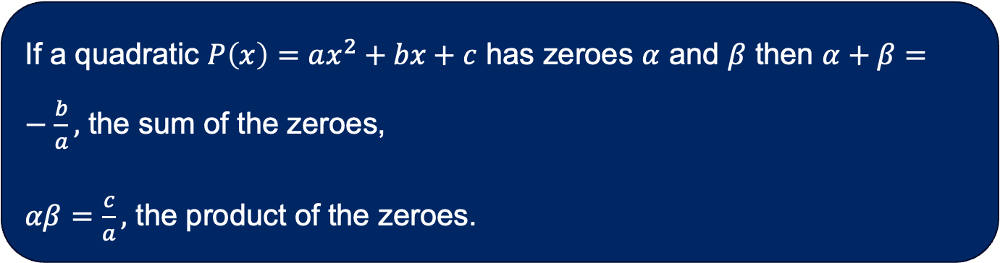 If a quadratic 𝑃(𝑥) = 𝑎𝑥² + 𝑏𝑥 + 𝑐 has zeroes 𝛼 and 𝛽 then 𝛼 + 𝛽 =
−𝑏/𝑎, the sum of the zeroes,
𝛼𝛽 = 𝑐/𝑎, the product of the zeroes.